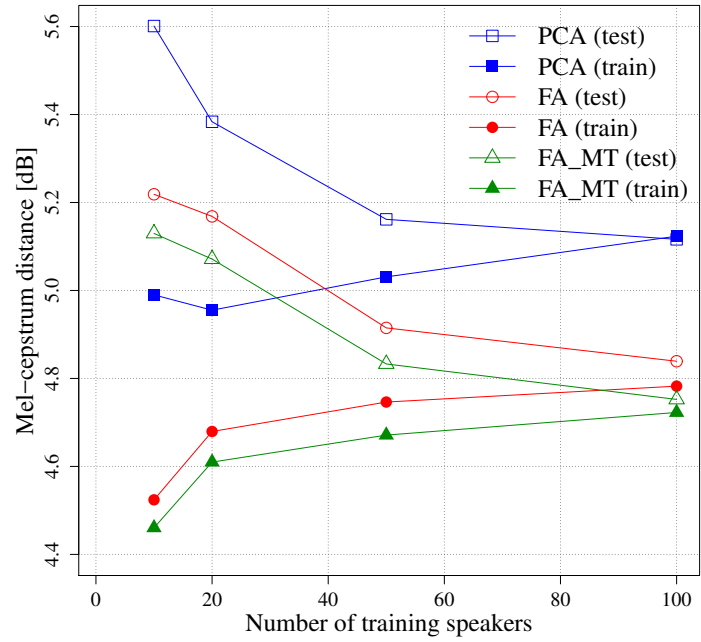 PCA (test)
PCA (train)
FA (test)
FA (train)
FA_MT (test)
FA_MT (train)
Mel−cepstrum distance [dB]
5.6
5.4
5.2
5.0
4.8
4.6
4.4
0 20 40 60 80 100
Number of training speakers